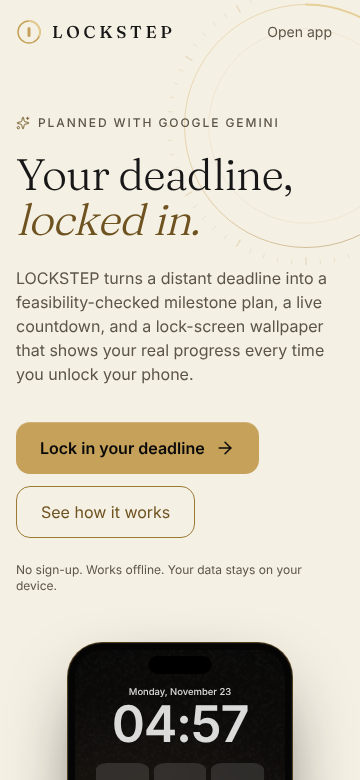 LOCKSTEP
Open app
PLANNED WITH GOOGLE GEMINI
Your deadline,
locked in.
LOCKSTEP turns a distant deadline into a
feasibility-checked milestone plan, a live
countdown, and a lock-screen wallpaper
that shows your real progress every time
you unlock your phone.
Lock in your deadline
See how it works
No sign-up. Works offline. Your data stays on your
device.
Monday, November 23
04:57